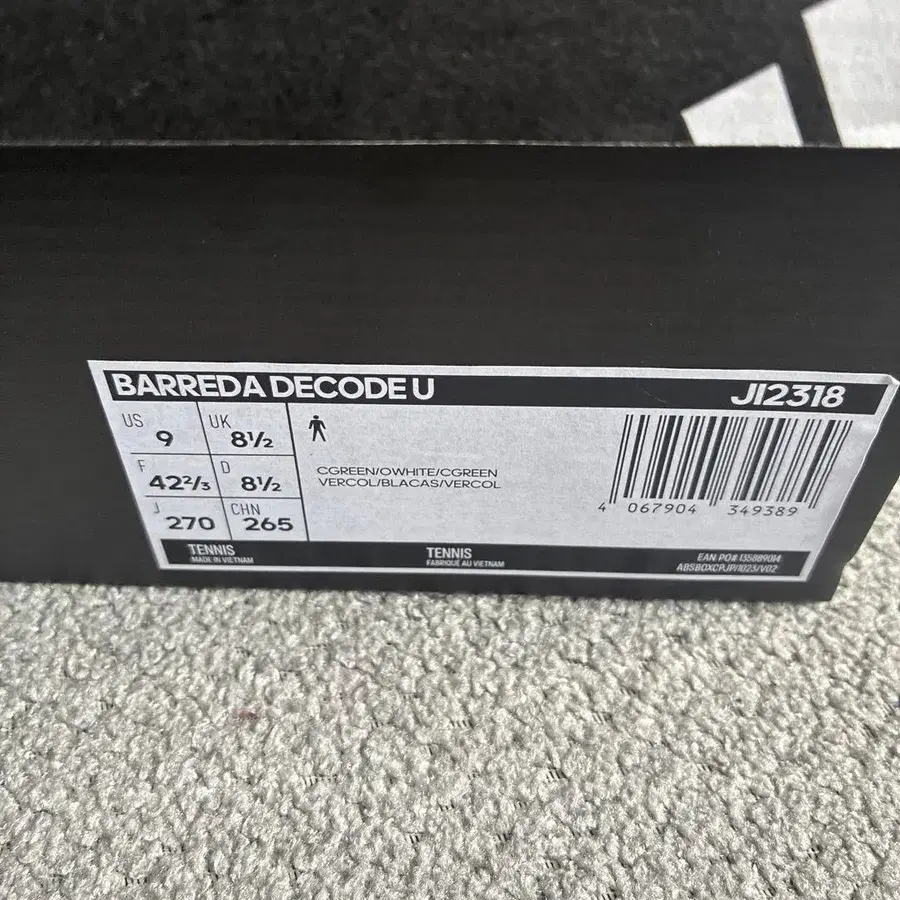 BARREDA DECODE U JI2318
US 9 UK 8½
F 42⅔ D 8½
J 270 CHN 265
CGREEN/OWHITE/CGREEN
VERCOL/BLACAS/VERCOL
4 067904 349389
TENNIS
MADE IN VIETNAM
TENNIS
FABRIQUÉ AU VIETNAM
EAN PO# 135889014
ABSBOXCPJP/1023/V02